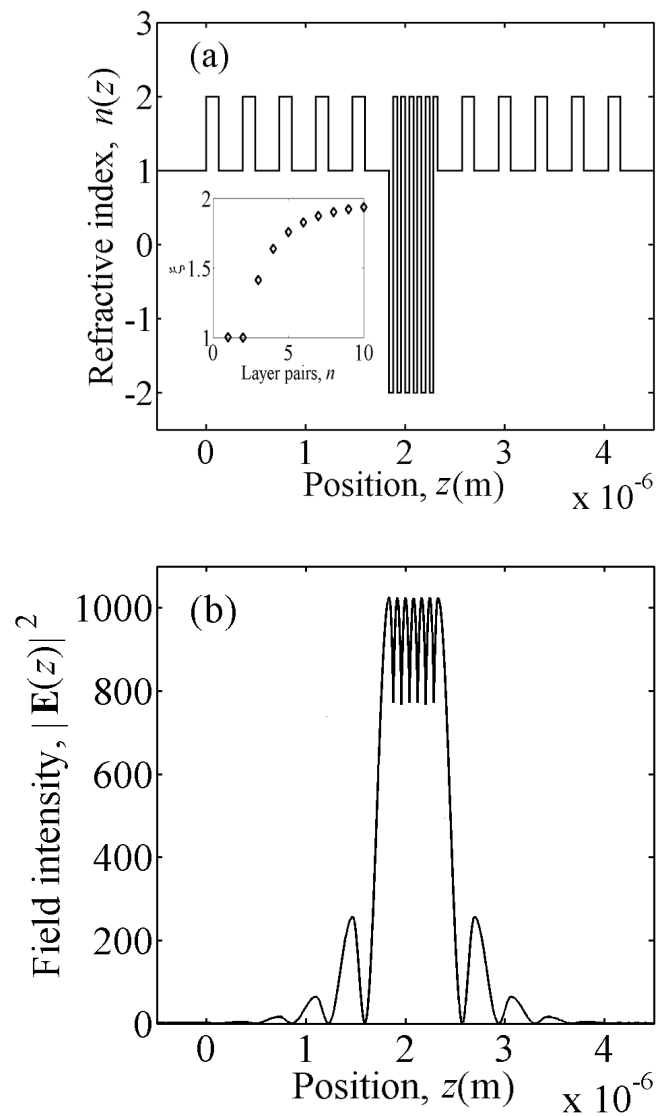 (a)
Refractive index, n(z)
3
2
1
0
-1
-2
ξ
2
1.5
1
0
5
10
Layer pairs, n
0
1
2
3
4
Position, z(m)
x 10⁻⁶
(b)
Field intensity, |E(z)|²
1000
800
600
400
200
0
0
1
2
3
4
Position, z(m)
x 10⁻⁶